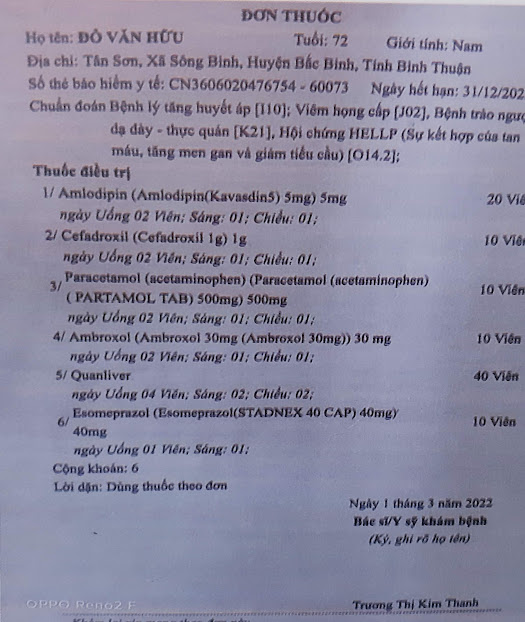 ĐƠN THUỐC
Họ tên: ĐỖ VĂN HỮU Tuổi: 72 Giới tính: Nam
Địa chỉ: Tân Sơn, Xã Sông Bình, Huyện Bắc Bình, Tỉnh Bình Thuận
Số thẻ bảo hiểm y tế: CN3606020476754 - 60073 Ngày hết hạn: 31/12/202
Chuẩn đoán Bệnh lý tăng huyết áp [I10]; Viêm họng cấp [J02], Bệnh trào ngược
dạ dày - thực quản [K21], Hội chứng HELLP (Sự kết hợp của tan
máu, tăng men gan và giảm tiểu cầu) [O14.2];
Thuốc điều trị
1/ Amlodipin (Amlodipin(Kavasdin5) 5mg) 5mg 20 Viê
ngày Uống 02 Viên; Sáng: 01; Chiều: 01;
2/ Cefadroxil (Cefadroxil 1g) 1g 10 Viê
ngày Uống 02 Viên; Sáng: 01; Chiều: 01;
3/ Paracetamol (acetaminophen) (Paracetamol (acetaminophen)
( PARTAMOL TAB) 500mg) 500mg 10 Viên
ngày Uống 02 Viên; Sáng: 01; Chiều: 01;
4/ Ambroxol (Ambroxol 30mg (Ambroxol 30mg)) 30 mg 10 Viên
ngày Uống 02 Viên; Sáng: 01; Chiều: 01;
5/ Quanliver 40 Viên
ngày Uống 04 Viên; Sáng: 02; Chiều: 02;
6/ Esomeprazol (Esomeprazol(STADNEX 40 CAP) 40mg)
40mg 10 Viên
ngày Uống 01 Viên; Sáng: 01;
Cộng khoản: 6
Lời dặn: Dùng thuốc theo đơn
Ngày 1 tháng 3 năm 2022
Bác sĩ/Y sỹ khám bệnh
(Ký, ghi rõ họ tên)
OPPO Reno2 F
Trương Thị Kim Thanh